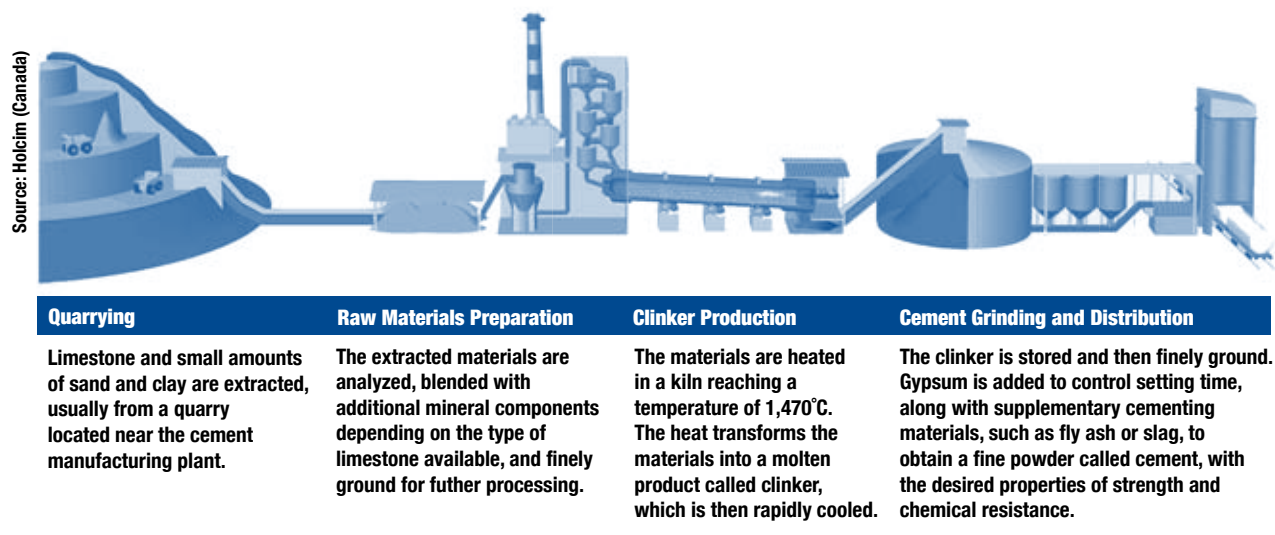 Source: Holcim (Canada)
Quarrying
Limestone and small amounts
of sand and clay are extracted,
usually from a quarry
located near the cement
manufacturing plant.
Raw Materials Preparation
The extracted materials are
analyzed, blended with
additional mineral components
depending on the type of
limestone available, and finely
ground for futher processing.
Clinker Production
The materials are heated
in a kiln reaching a
temperature of 1,470°C.
The heat transforms the
materials into a molten
product called clinker,
which is then rapidly cooled.
Cement Grinding and Distribution
The clinker is stored and then finely ground.
Gypsum is added to control setting time,
along with supplementary cementing
materials, such as fly ash or slag, to
obtain a fine powder called cement, with
the desired properties of strength and
chemical resistance.